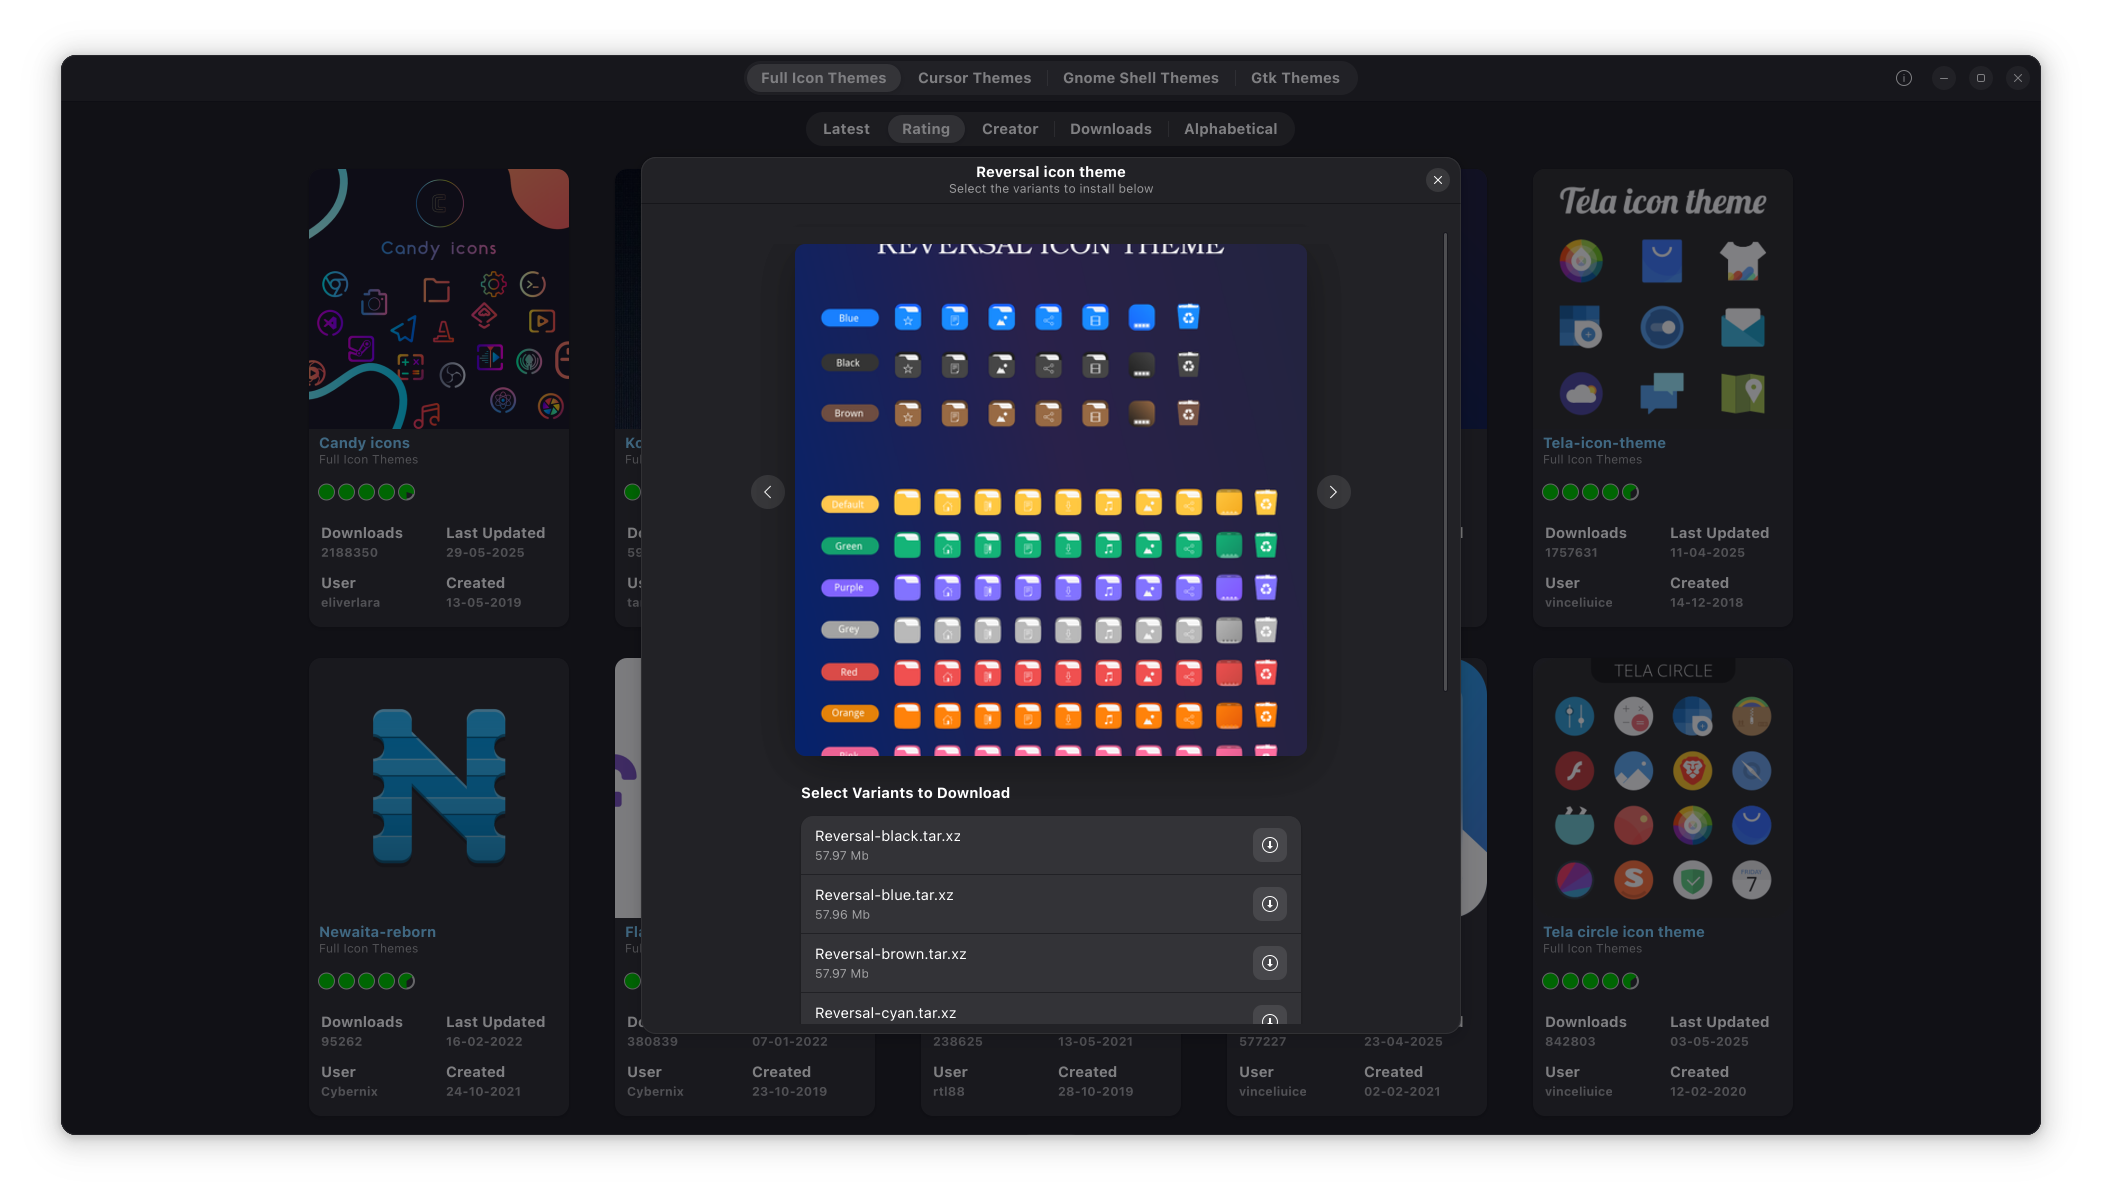 Full Icon Themes
Cursor Themes
Gnome Shell Themes
Gtk Themes
Latest
Rating
Creator
Downloads
Alphabetical
Reversal icon theme
Select the variants to install below
REVERSAL ICON THEME
Blue
Black
Brown
Default
Green
Purple
Grey
Red
Orange
Pink
Select Variants to Download
Reversal-black.tar.xz
57.97 Mb
Reversal-blue.tar.xz
57.96 Mb
Reversal-brown.tar.xz
57.97 Mb
Reversal-cyan.tar.xz
Candy icons
Candy icons
Full Icon Themes
Downloads
Last Updated
2188350
29-05-2025
User
Created
eliverlara
13-05-2019
Tela icon theme
Tela-icon-theme
Full Icon Themes
Downloads
Last Updated
1757631
11-04-2025
User
Created
vinceliuice
14-12-2018
Newaita-reborn
Full Icon Themes
Downloads
Last Updated
95262
16-02-2022
User
Created
Cybernix
24-10-2021
380839
07-01-2022
User
Created
Cybernix
23-10-2019
238625
13-05-2021
User
Created
rtl88
28-10-2019
577227
23-04-2025
User
Created
vinceliuice
02-02-2021
TELA CIRCLE
FRIDAY
7
Tela circle icon theme
Full Icon Themes
Downloads
Last Updated
842803
03-05-2025
User
Created
vinceliuice
12-02-2020